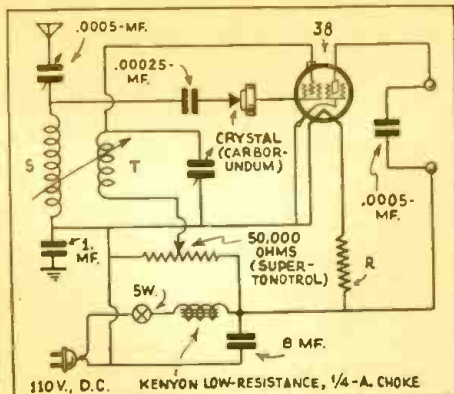 .0005-MF.
38
.00025-
MF.
S
T
CRYSTAL
(CARBOR-
UNDUM)
.0005-
MF.
1.
MF.
50,000
OHMS
(SUPER-
TONOTROL)
R
5W.
8 MF.
110 V., D.C. KENYON LOW-RESISTANCE, 1/4-A. CHOKE